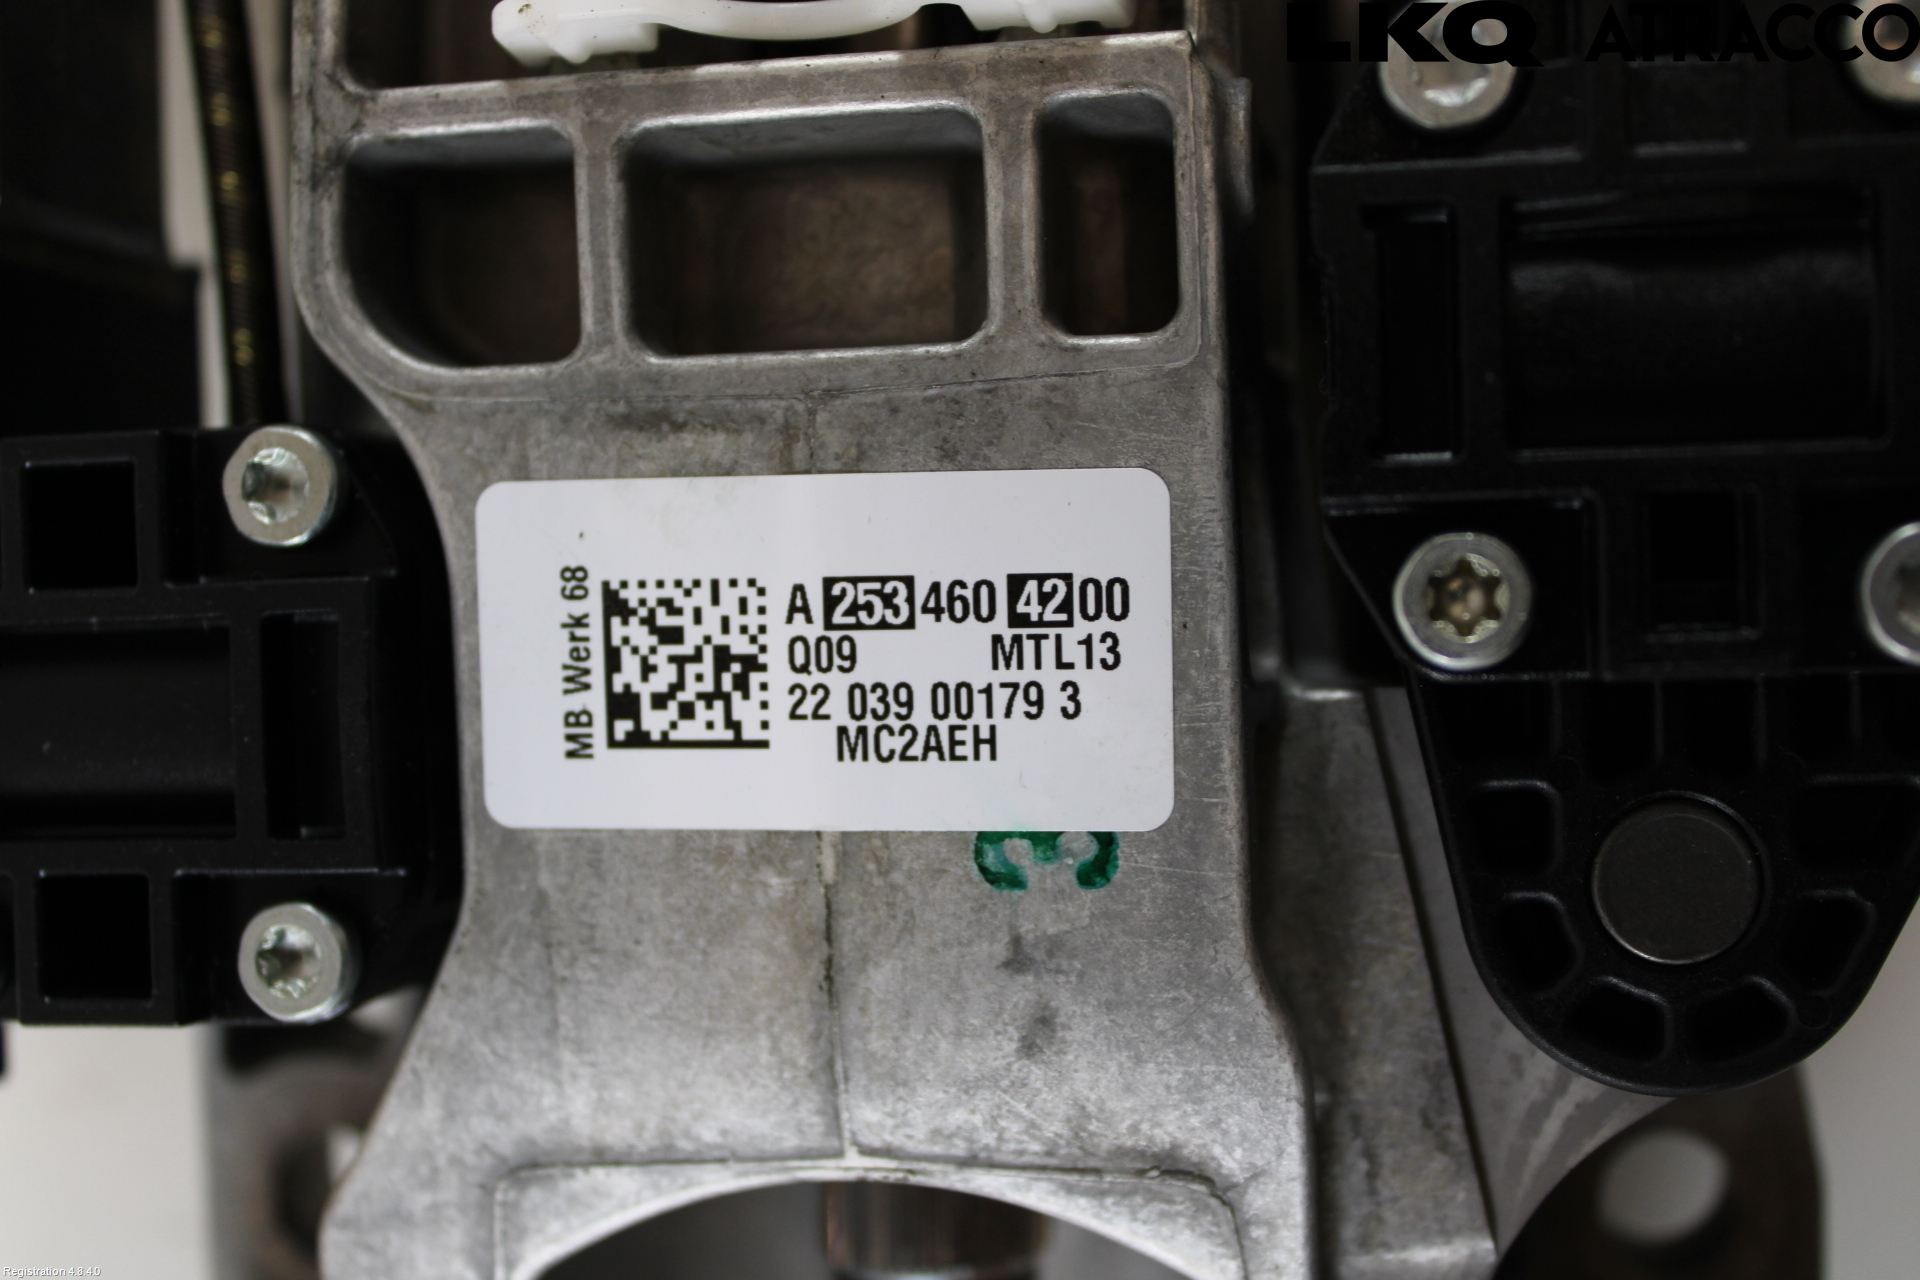 LKQ ATRACCO
MB Werk 68
A 253 460 42 00
Q09 MTL13
22 039 00179 3
MC2AEH
Registration 4.8.4.0